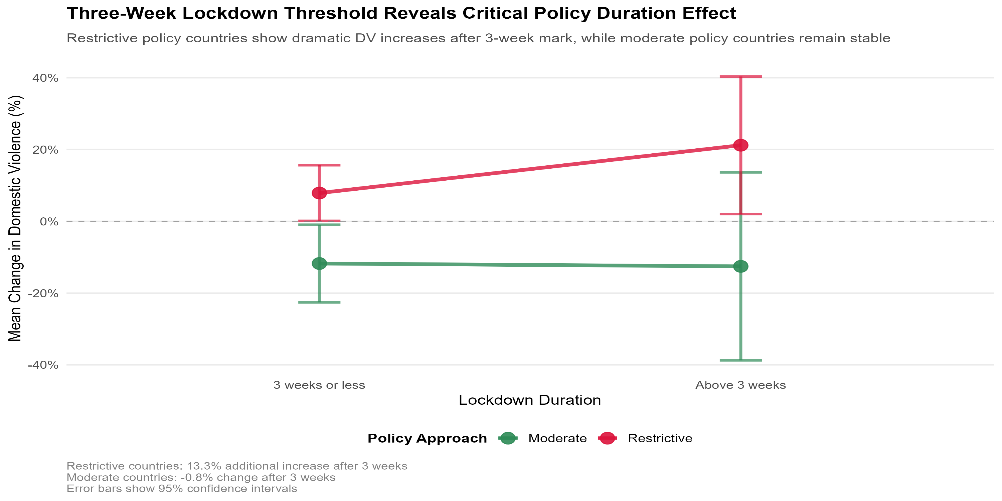 Three-Week Lockdown Threshold Reveals Critical Policy Duration Effect
Restrictive policy countries show dramatic DV increases after 3-week mark, while moderate policy countries remain stable
Mean Change in Domestic Violence (%)
40%
20%
0%
-20%
-40%
3 weeks or less
Above 3 weeks
Lockdown Duration
Policy Approach
Moderate
Restrictive
Restrictive countries: 13.3% additional increase after 3 weeks
Moderate countries: -0.8% change after 3 weeks
Error bars show 95% confidence intervals